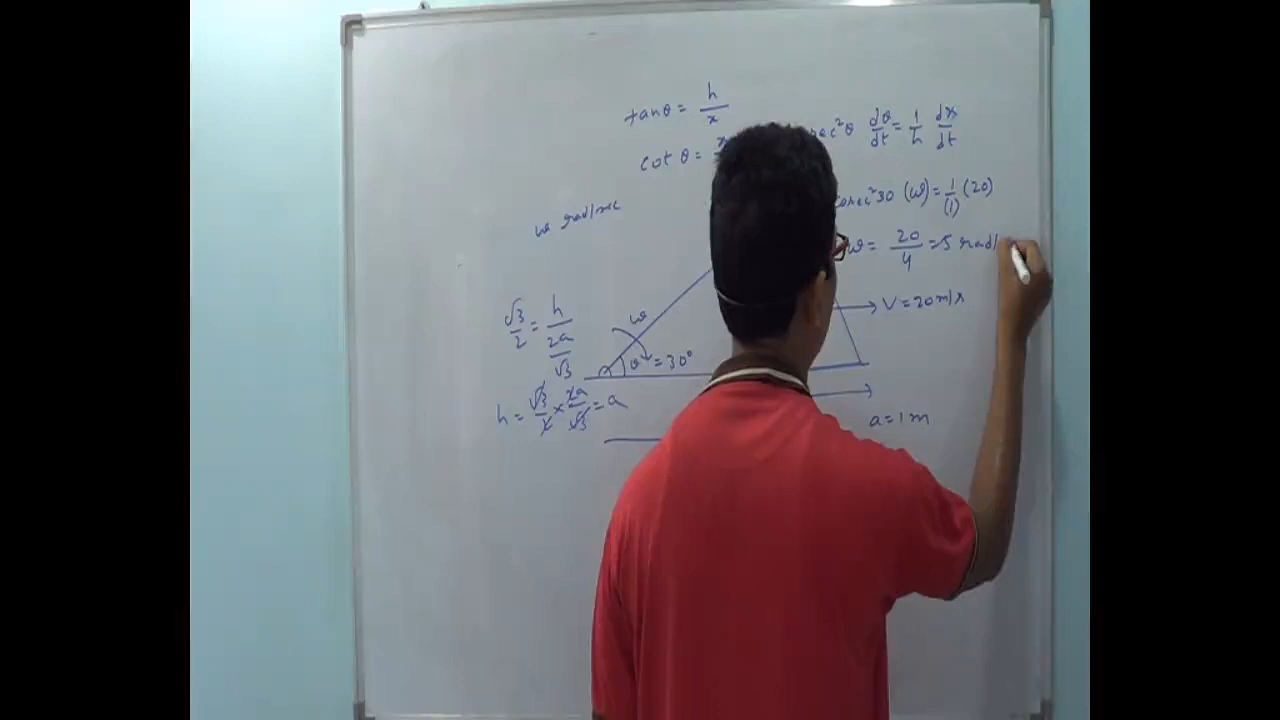 tanθ = h/x
cot θ =
sec²θ dθ/dt = 1/h dx/dt
cosec²30 (ω) = 1/(1) (20)
ω rad/sec
ω = 20/4 = 5 rad/
V = 20 m/s
√3/2 = h/(2a/√3)
ω
θ = 30°
h = √3/2 × 2a/√3 = a
a = 1 m